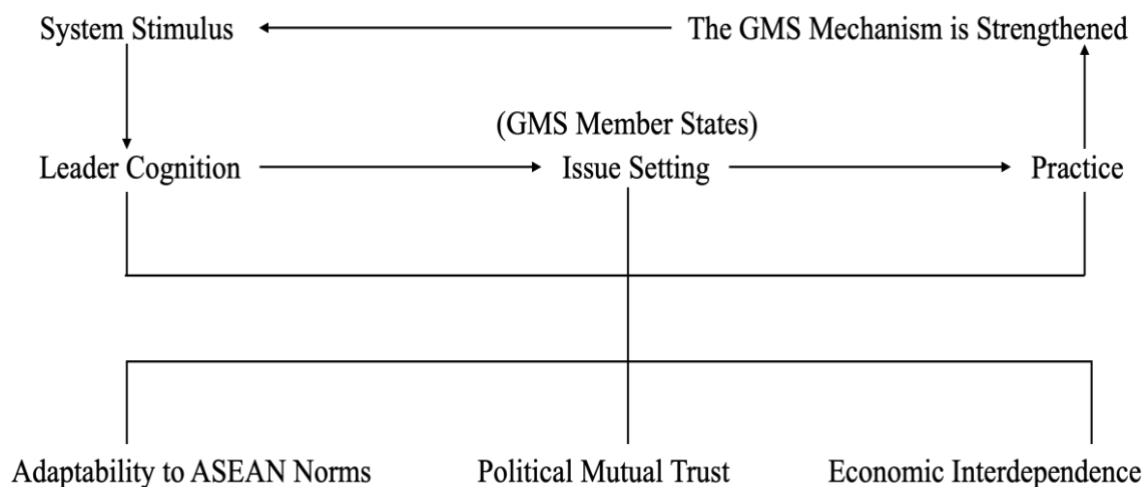 System Stimulus
The GMS Mechanism is Strengthened
(GMS Member States)
Leader Cognition
Issue Setting
Practice
Adaptability to ASEAN Norms
Political Mutual Trust
Economic Interdependence